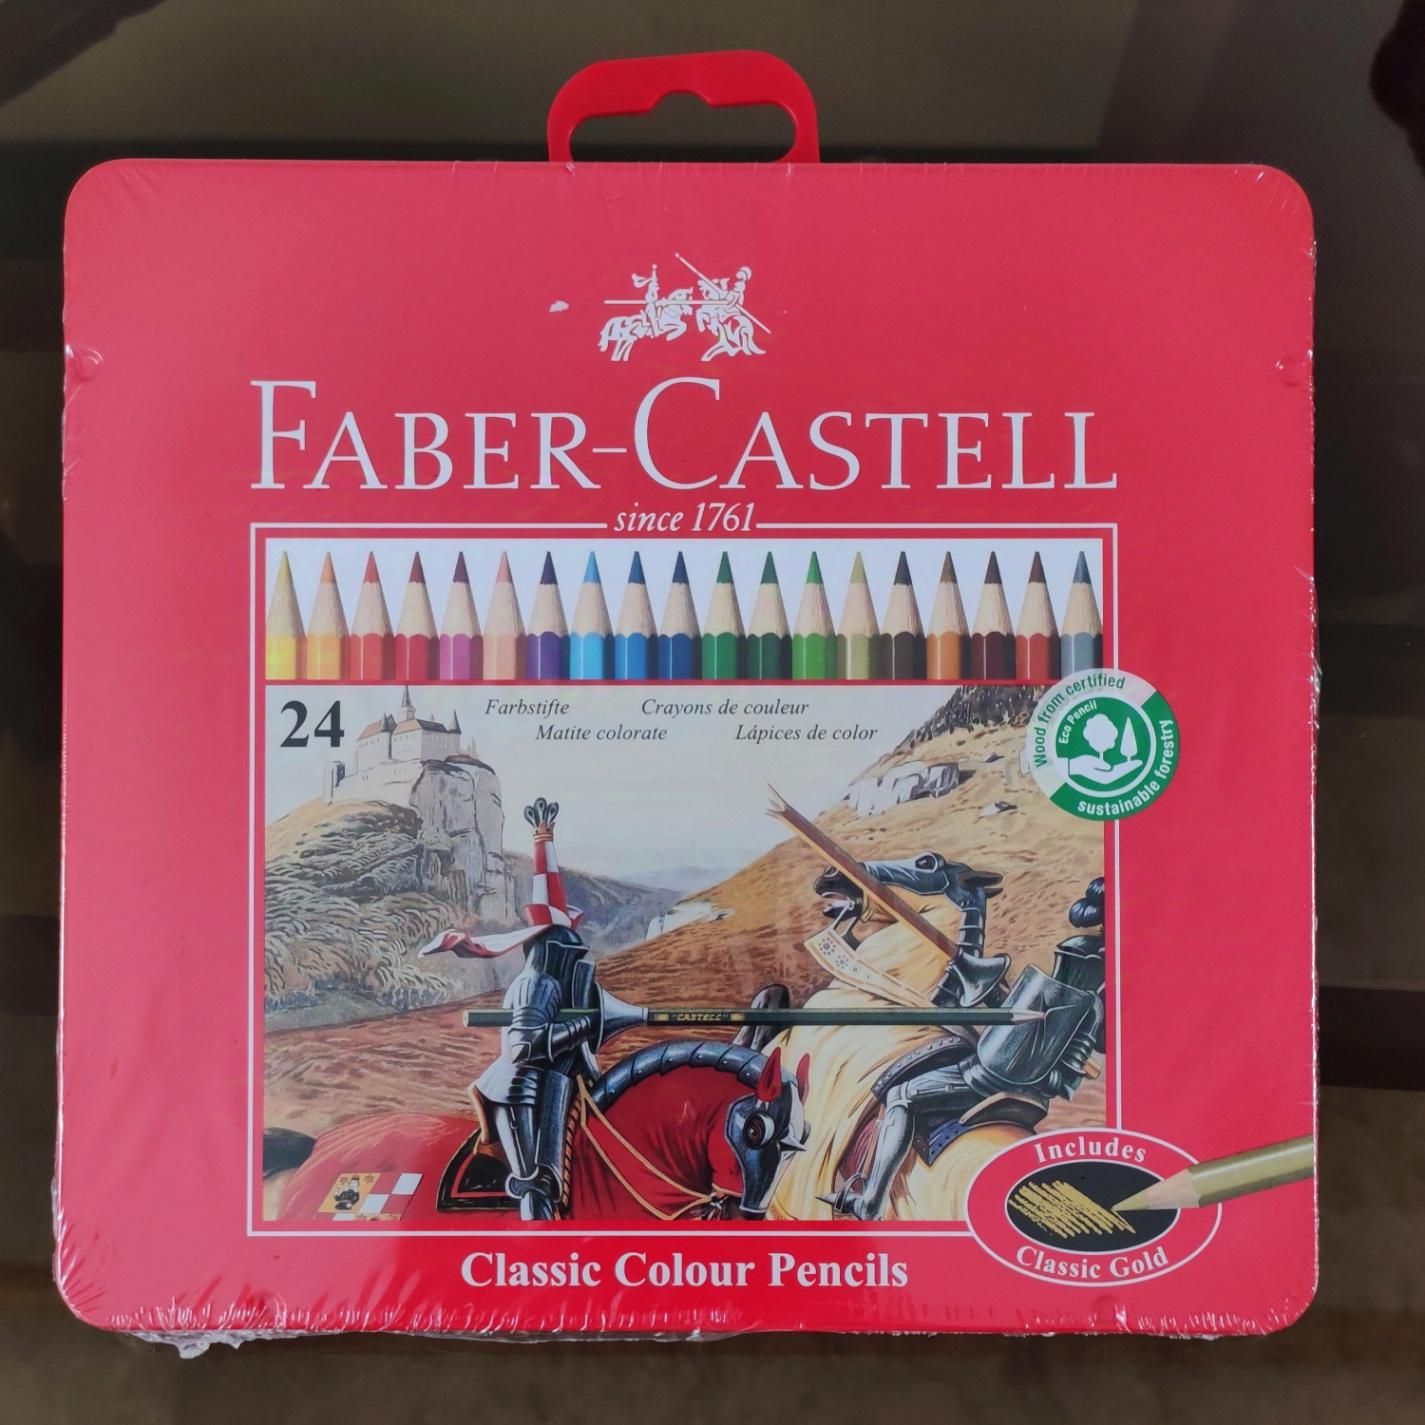 FABER-CASTELL
since 1761
24
Farbstifte Crayons de couleur
Matite colorate Lápices de color
Wood from certified
Eco Pencil
sustainable forestry
"CASTELL"
Includes
Classic Gold
Classic Colour Pencils